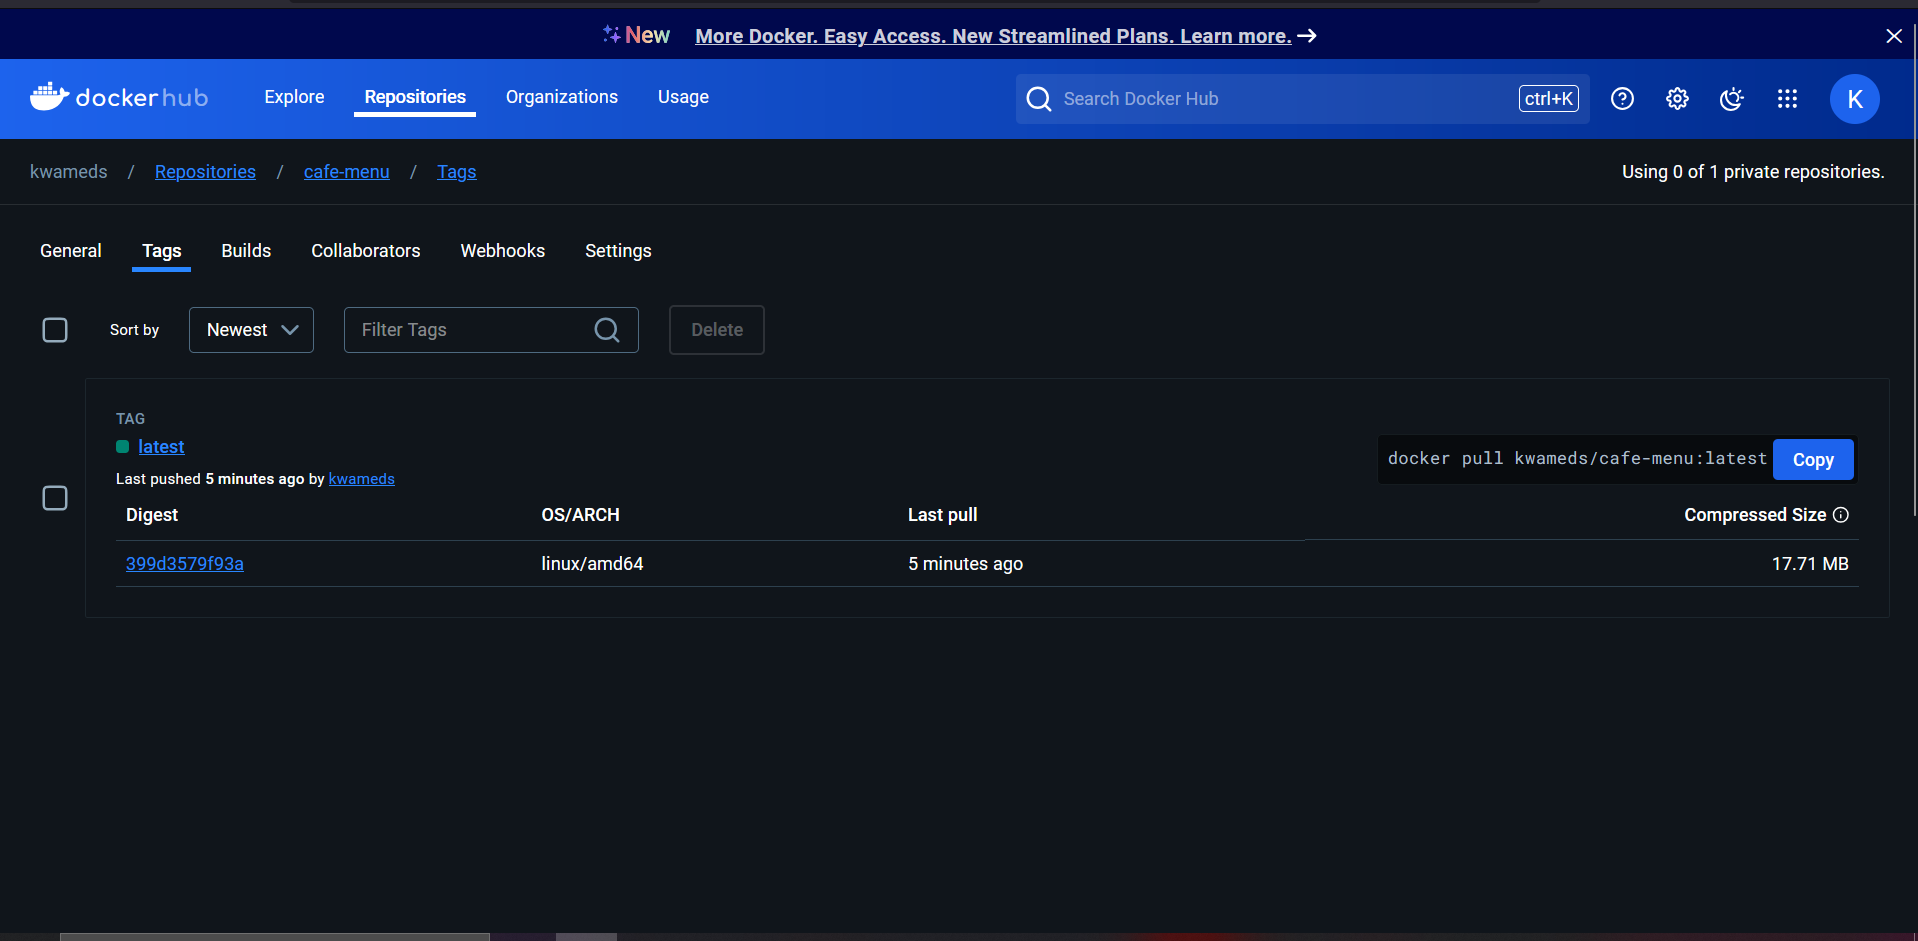 New More Docker. Easy Access. New Streamlined Plans. Learn more.
dockerhub Explore Repositories Organizations Usage Search Docker Hub ctrl+K K
kwameds / Repositories / cafe-menu / Tags Using 0 of 1 private repositories.
General Tags Builds Collaborators Webhooks Settings
Sort by Newest Filter Tags Delete
TAG
latest
docker pull kwameds/cafe-menu:latest Copy
Last pushed 5 minutes ago by kwameds
Digest OS/ARCH Last pull Compressed Size
399d3579f93a linux/amd64 5 minutes ago 17.71 MB